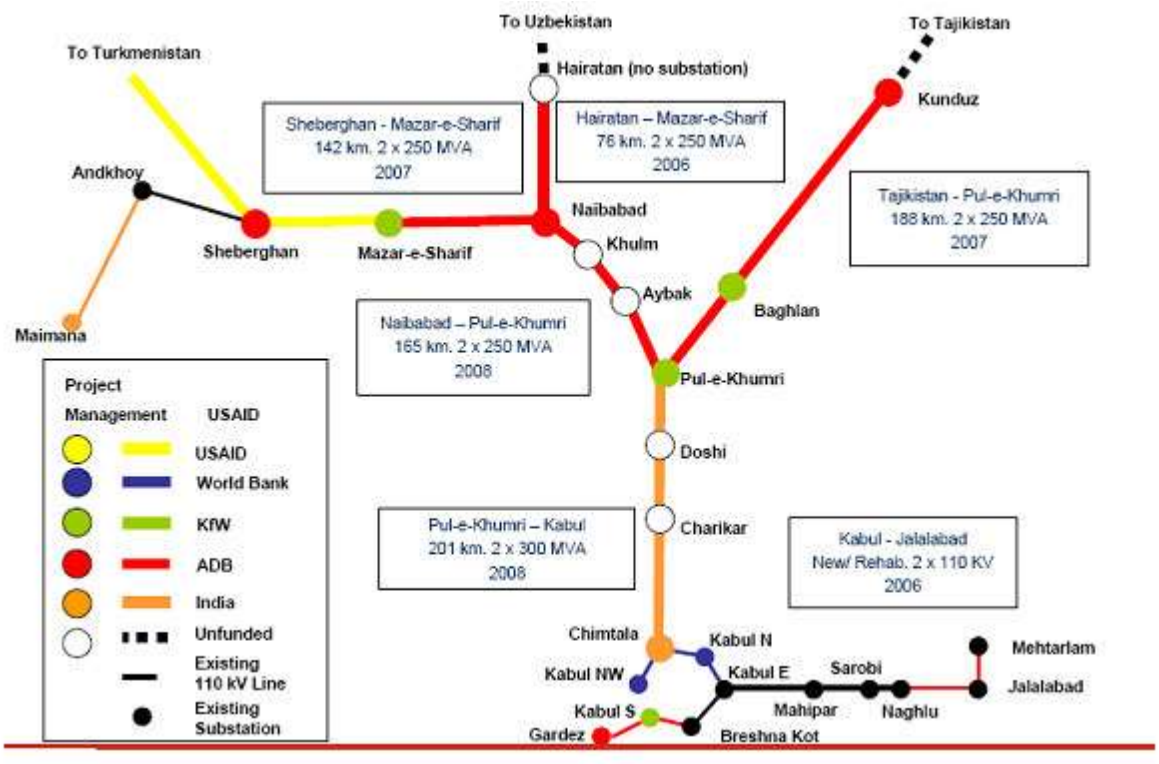 To Uzbekistan
To Tajikistan
To Turkmenistan
Hairatan (no substation)
Kunduz
Sheberghan - Mazar-e-Sharif
142 km. 2 x 250 MVA
2007
Hairatan – Mazar-e-Sharif
76 km. 2 x 250 MVA
2006
Andkhoy
Tajikistan - Pul-e-Khumri
188 km. 2 x 250 MVA
2007
Naibabad
Sheberghan
Mazar-e-Sharif
Khulm
Aybak
Baghlan
Maimana
Naibabad – Pul-e-Khumri
165 km. 2 x 250 MVA
2008
Pul-e-Khumri
Project
Management USAID
USAID
World Bank
KfW
ADB
India
Unfunded
Existing
110 kV Line
Existing
Substation
Doshi
Charikar
Pul-e-Khumri – Kabul
201 km. 2 x 300 MVA
2008
Kabul - Jalalabad
New/ Rehab. 2 x 110 KV
2006
Chimtala
Kabul N
Mehtarlam
Kabul NW
Kabul E
Sarobi
Jalalabad
Kabul S
Mahipar
Naghlu
Gardez
Breshna Kot